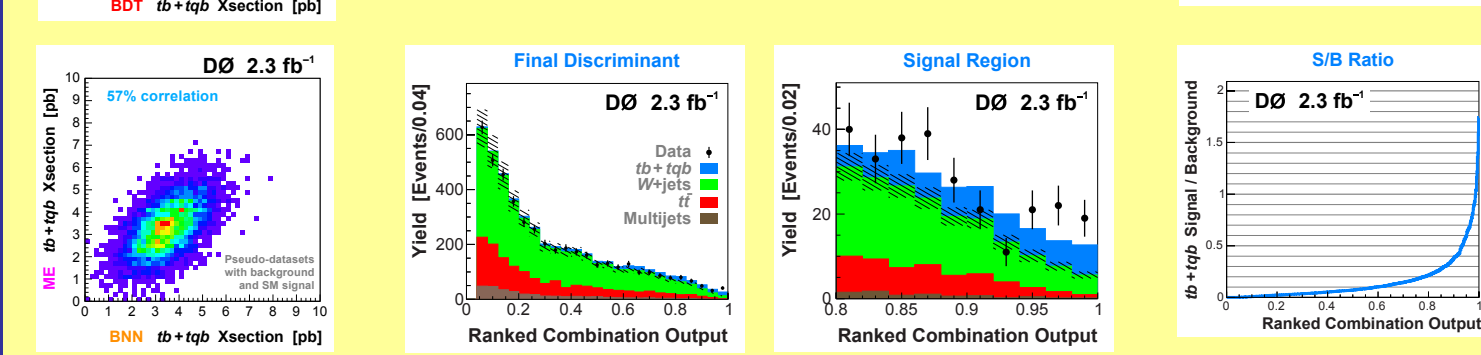 BDT tb+tqb Xsection [pb]
DØ 2.3 fb⁻¹
57% correlation
ME tb+tqb Xsection [pb]
10
9
8
7
6
5
4
3
2
1
0
Pseudo-datasets
with background
and SM signal
0 1 2 3 4 5 6 7 8 9 10
BNN tb+tqb Xsection [pb]
Final Discriminant
DØ 2.3 fb⁻¹
Yield [Events/0.04]
600
400
200
0
Data
tb+tqb
W+jets
tt̄
Multijets
0 0.2 0.4 0.6 0.8 1
Ranked Combination Output
Signal Region
DØ 2.3 fb⁻¹
Yield [Events/0.02]
40
20
0
0.8 0.85 0.9 0.95 1
Ranked Combination Output
S/B Ratio
DØ 2.3 fb⁻¹
tb+tqb Signal / Background
2
1.5
1
0.5
0
0 0.2 0.4 0.6 0.8 1
Ranked Combination Output